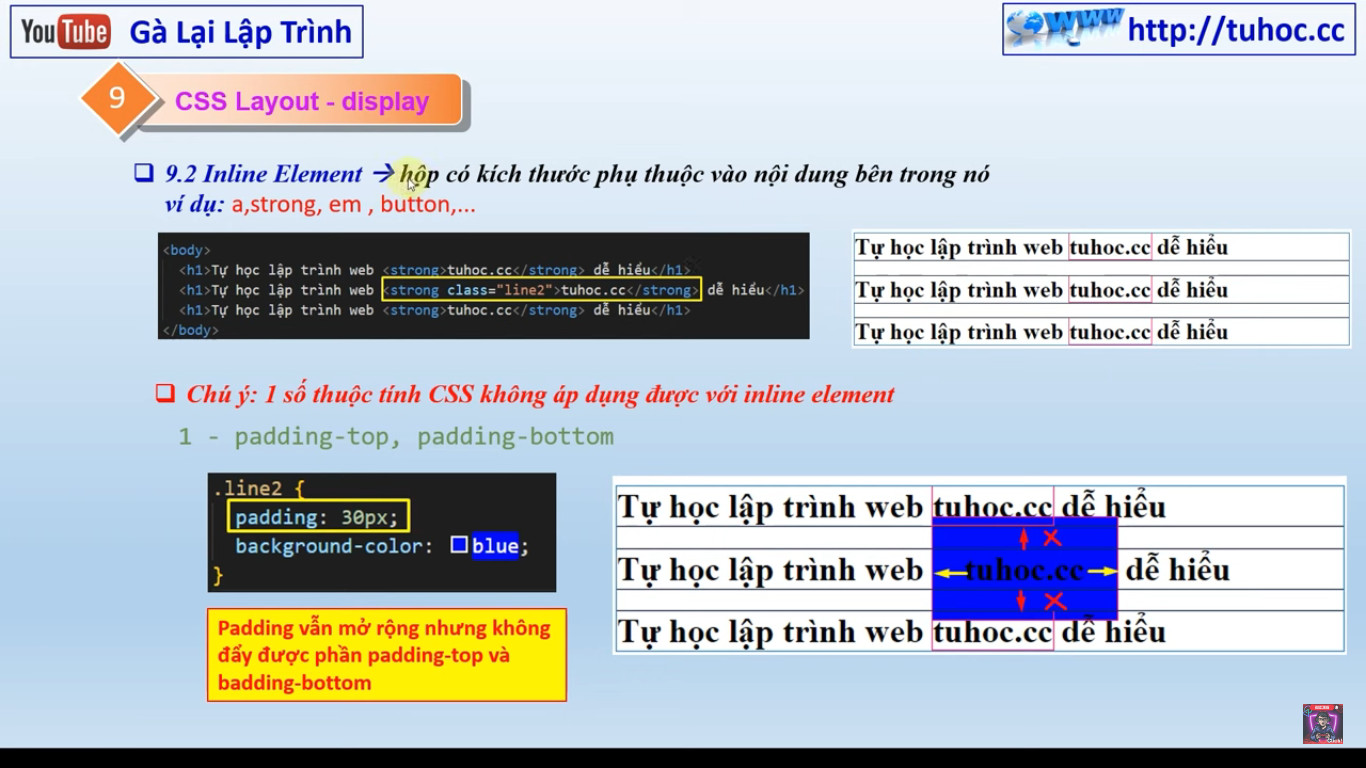 YouTube Gà Lại Lập Trình
www http://tuhoc.cc
9 CSS Layout - display
9.2 Inline Element → hộp có kích thước phụ thuộc vào nội dung bên trong nó
ví dụ: a,strong, em , button,...
<body>
<h1>Tự học lập trình web <strong>tuhoc.cc</strong> dễ hiểu</h1>
<h1>Tự học lập trình web <strong class="line2">tuhoc.cc</strong> dễ hiểu</h1>
<h1>Tự học lập trình web <strong>tuhoc.cc</strong> dễ hiểu</h1>
</body>
Tự học lập trình web tuhoc.cc dễ hiểu
Tự học lập trình web tuhoc.cc dễ hiểu
Tự học lập trình web tuhoc.cc dễ hiểu
Chú ý: 1 số thuộc tính CSS không áp dụng được với inline element
1 - padding-top, padding-bottom
.line2 {
padding: 30px;
background-color: blue;
}
Padding vẫn mở rộng nhưng không
đẩy được phần padding-top và
badding-bottom
Tự học lập trình web tuhoc.cc dễ hiểu
Tự học lập trình web tuhoc.cc dễ hiểu
Tự học lập trình web tuhoc.cc dễ hiểu